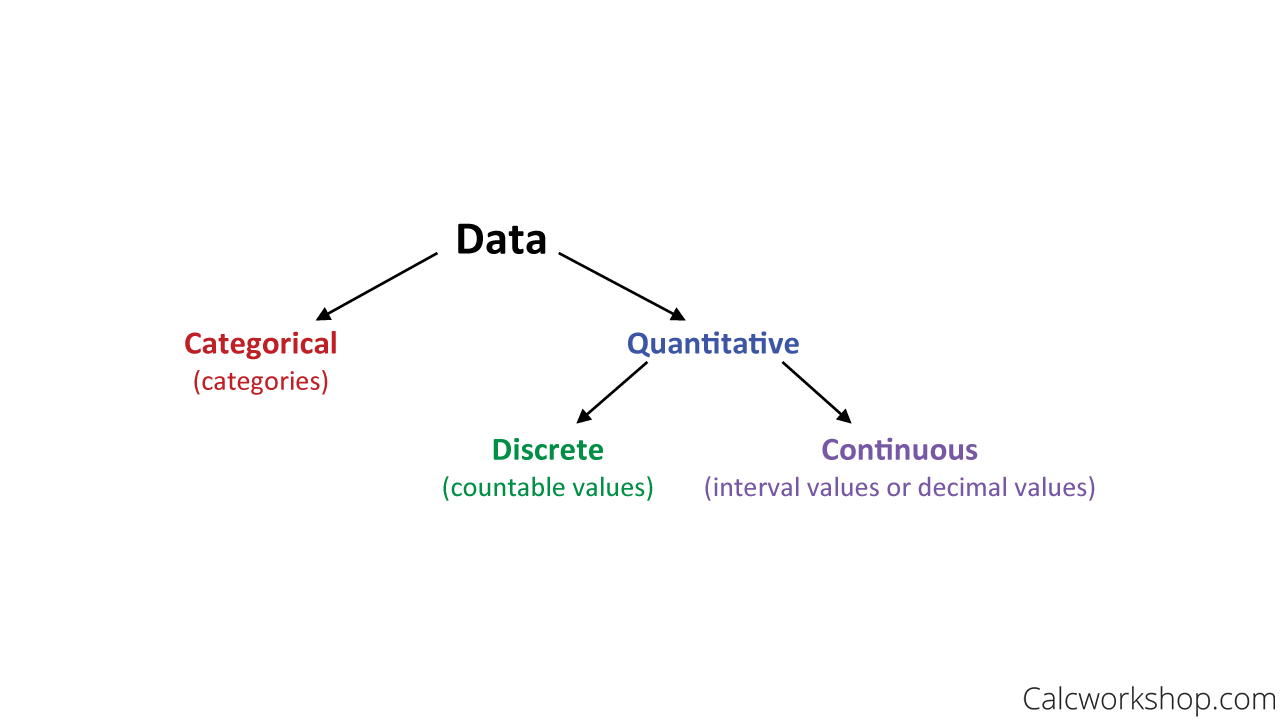 Data
Categorical
(categories)
Quantitative
Discrete
(countable values)
Continuous
(interval values or decimal values)
Calcworkshop.com